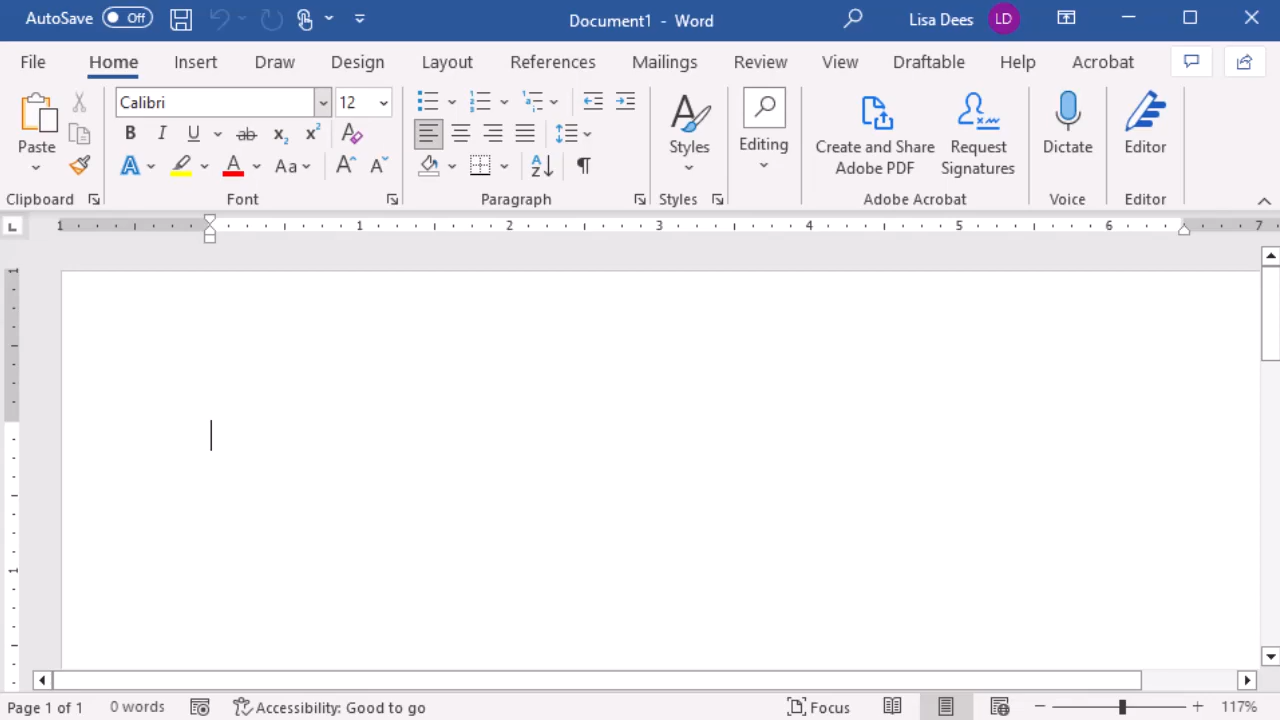 AutoSave Off Document1 - Word Lisa Dees LD
File Home Insert Draw Design Layout References Mailings Review View Draftable Help Acrobat
Calibri 12
Paste
Styles
Editing
Create and Share
Adobe PDF
Request
Signatures
Dictate
Editor
Clipboard Font Paragraph Styles Adobe Acrobat Voice Editor
1 1 2 3 4 5 6 7
1
1
Page 1 of 1 0 words Accessibility: Good to go Focus 117%